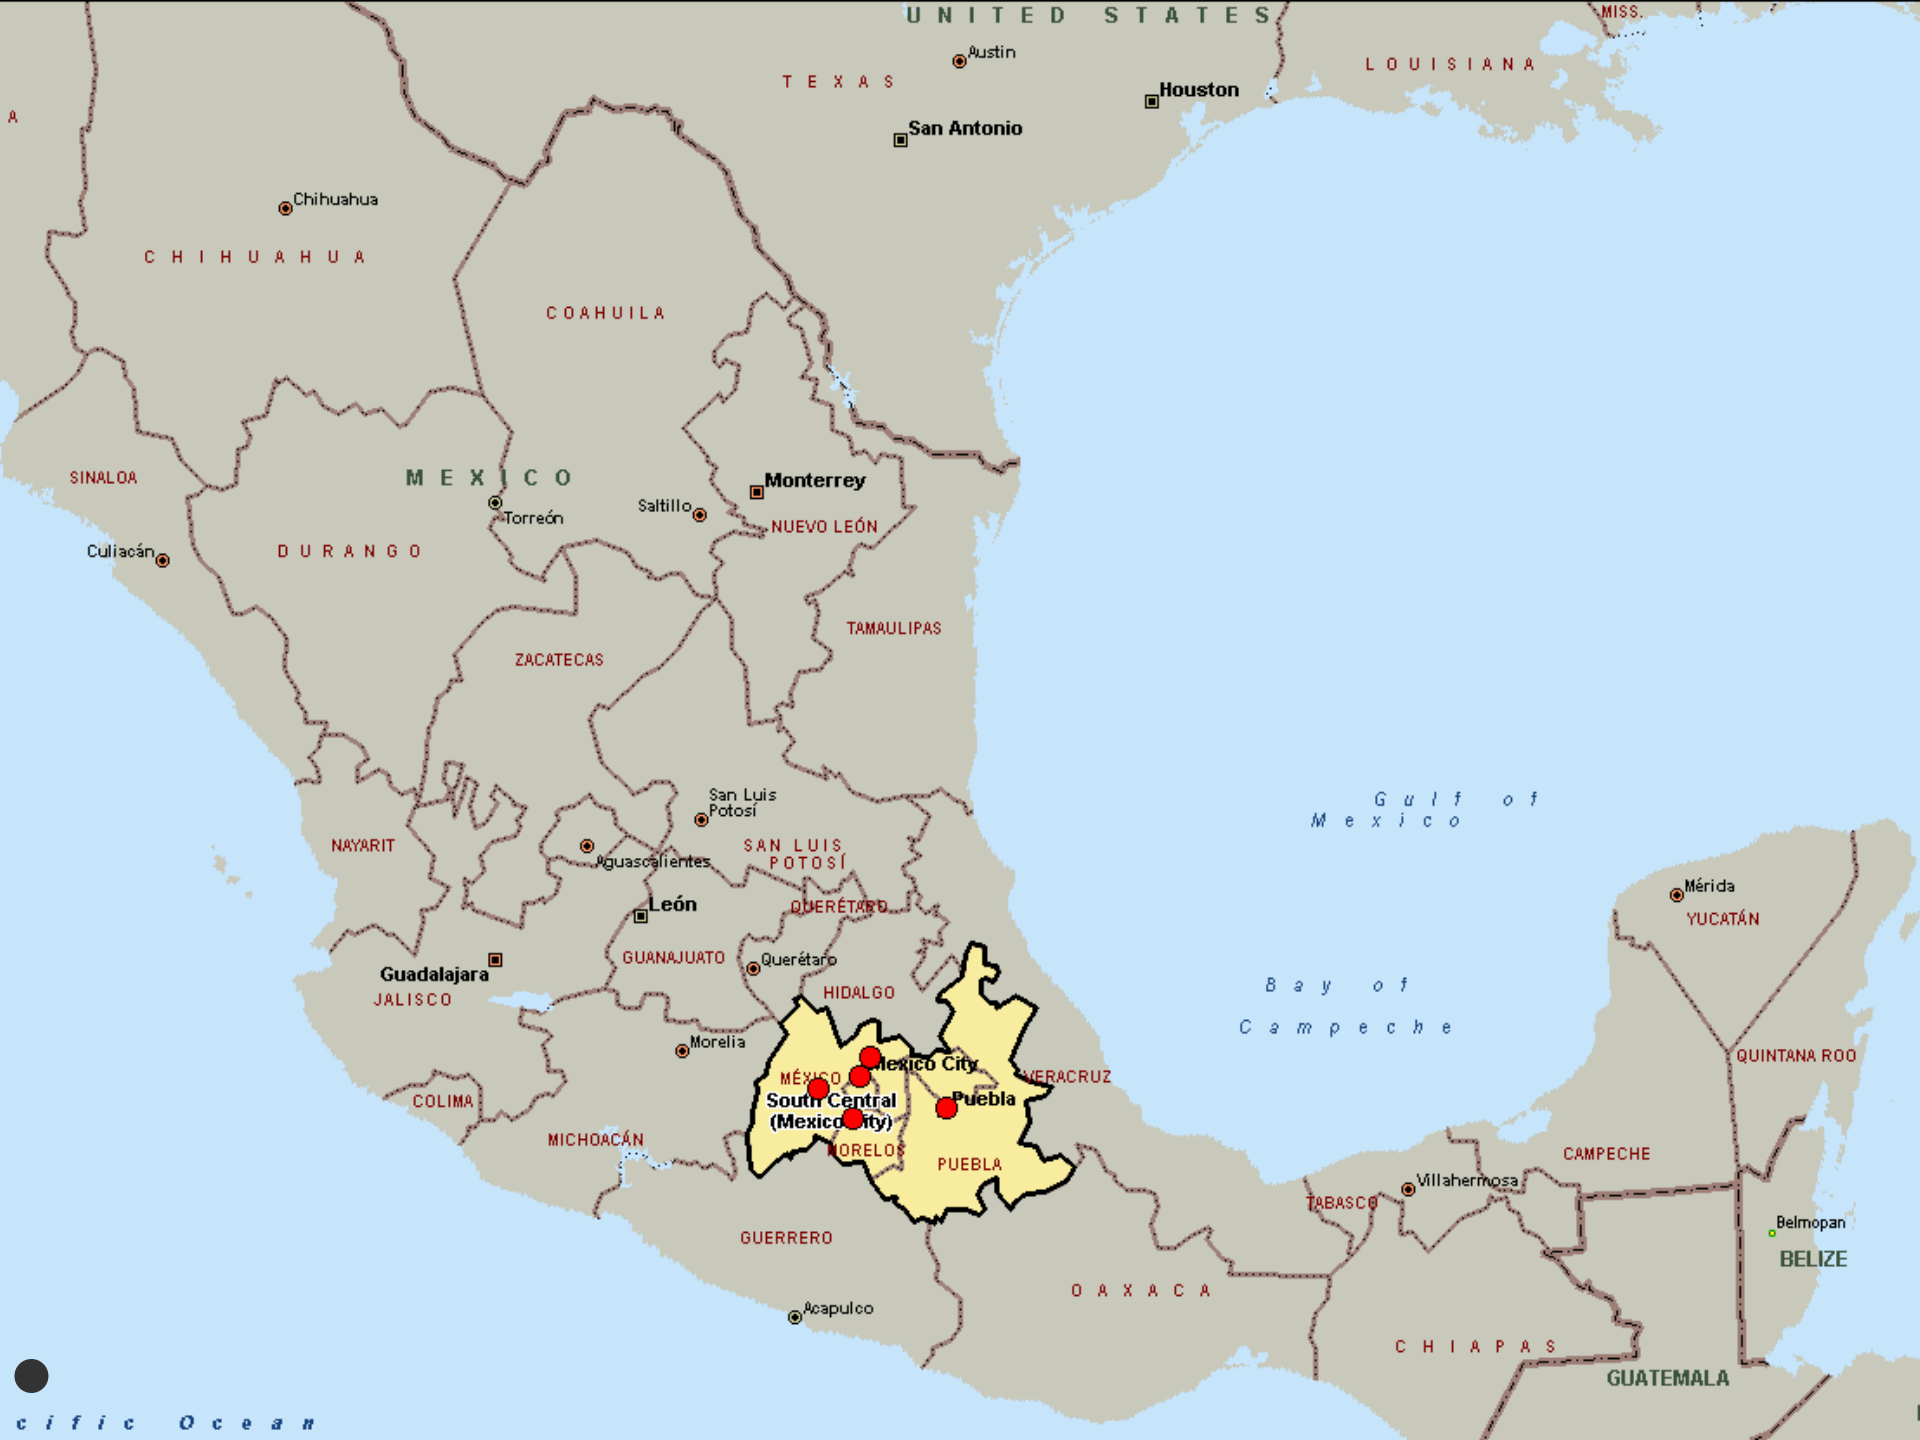 UNITED STATES
MISS.
Austin
LOUISIANA
TEXAS
Houston
A
San Antonio
Chihuahua
CHIHUAHUA
COAHUILA
SINALOA
MEXICO
Monterrey
Saltillo
Torreón
NUEVO LEÓN
Culiacán
DURANGO
TAMAULIPAS
ZACATECAS
San Luis
Potosí
Gulf of
Mexico
NAYARIT
SAN LUIS
POTOSÍ
Aguascalientes
Mérida
León
QUERÉTARO
YUCATÁN
GUANAJUATO
Querétaro
Guadalajara
JALISCO
HIDALGO
Bay of
Campeche
Morelia
QUINTANA ROO
Mexico City
MÉXICO
VERACRUZ
COLIMA
South Central
(Mexico City)
Puebla
MICHOACÁN
MORELOS
PUEBLA
CAMPECHE
Villahermosa
TABASCO
Belmopan
GUERRERO
BELIZE
OAXACA
Acapulco
CHIAPAS
GUATEMALA
cific Ocean